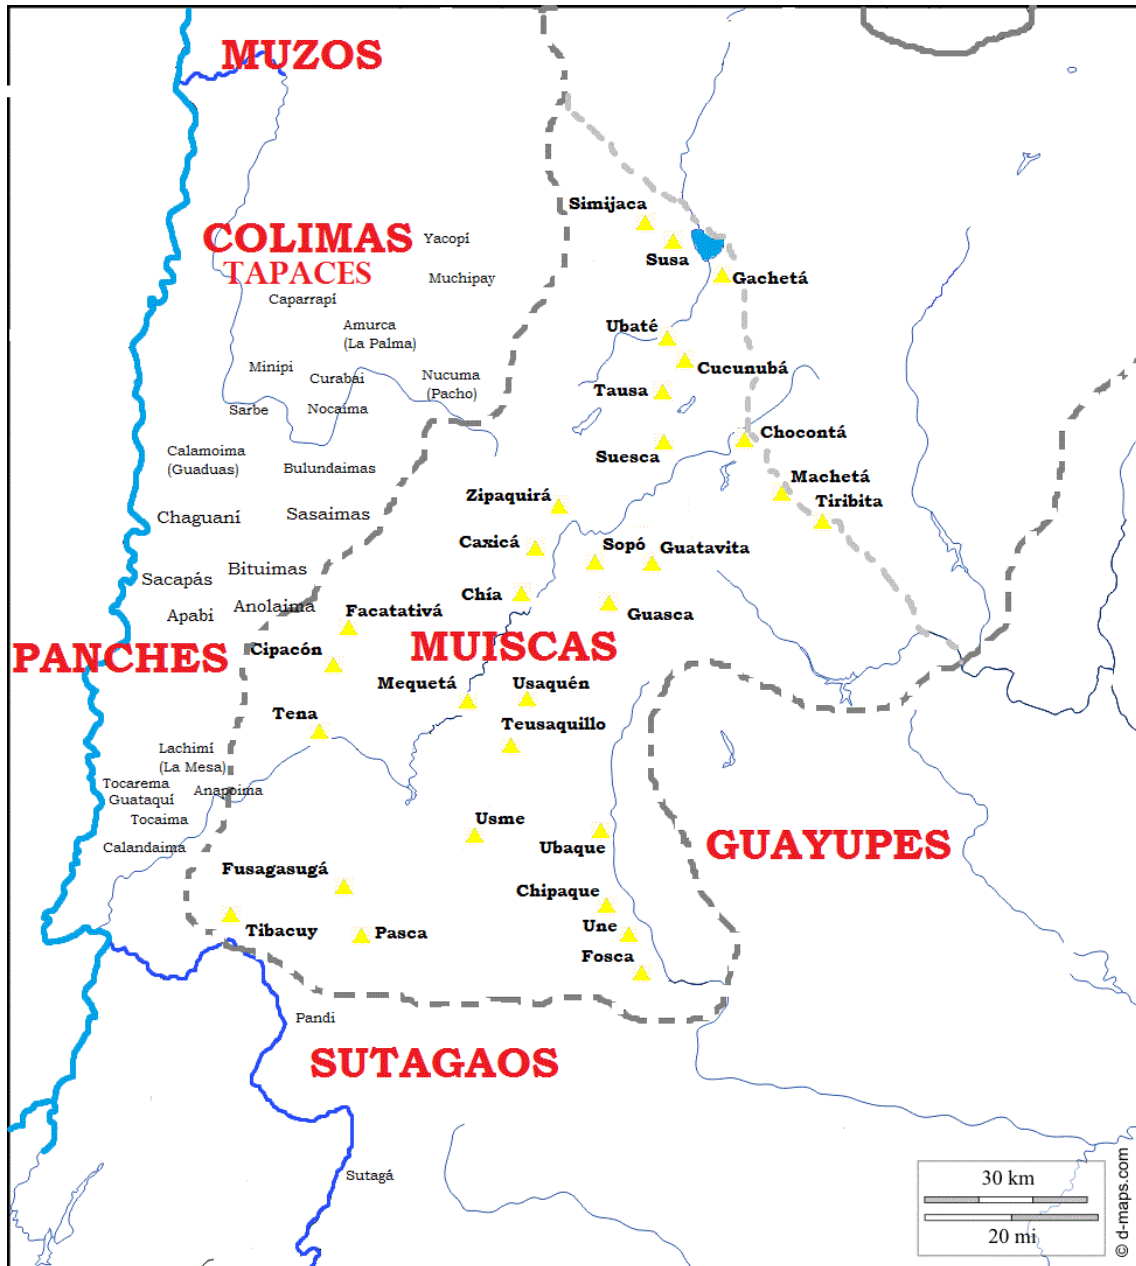 MUZOS
Simijaca
COLIMAS
Yacopí
Susa
TAPACES
Muchipay
Gachetá
Caparrapí
Amurca
(La Palma)
Ubaté
Minipi
Curabai
Nucuma
(Pacho)
Cucunubá
Tausa
Sarbe
Nocaima
Chocontá
Calamoima
(Guaduas)
Bulundaimas
Suesca
Machetá
Zipaquirá
Tiribita
Chaguaní
Sasaimas
Caxicá
Sopó
Guatavita
Sacapás
Bituimas
Chía
Apabi
Anolaima
Facatativá
Guasca
PANCHES
Cipacón
MUISCAS
Mequetá
Usaquén
Tena
Teusaquillo
Lachimí
(La Mesa)
Tocarema
Anapoima
Guataquí
Tocaima
Usme
Ubaque
GUAYUPES
Calandaima
Fusagasugá
Chipaque
Tibacuy
Pasca
Une
Fosca
Pandi
SUTAGAOS
Sutagá
30 km
20 mi
© d-maps.com